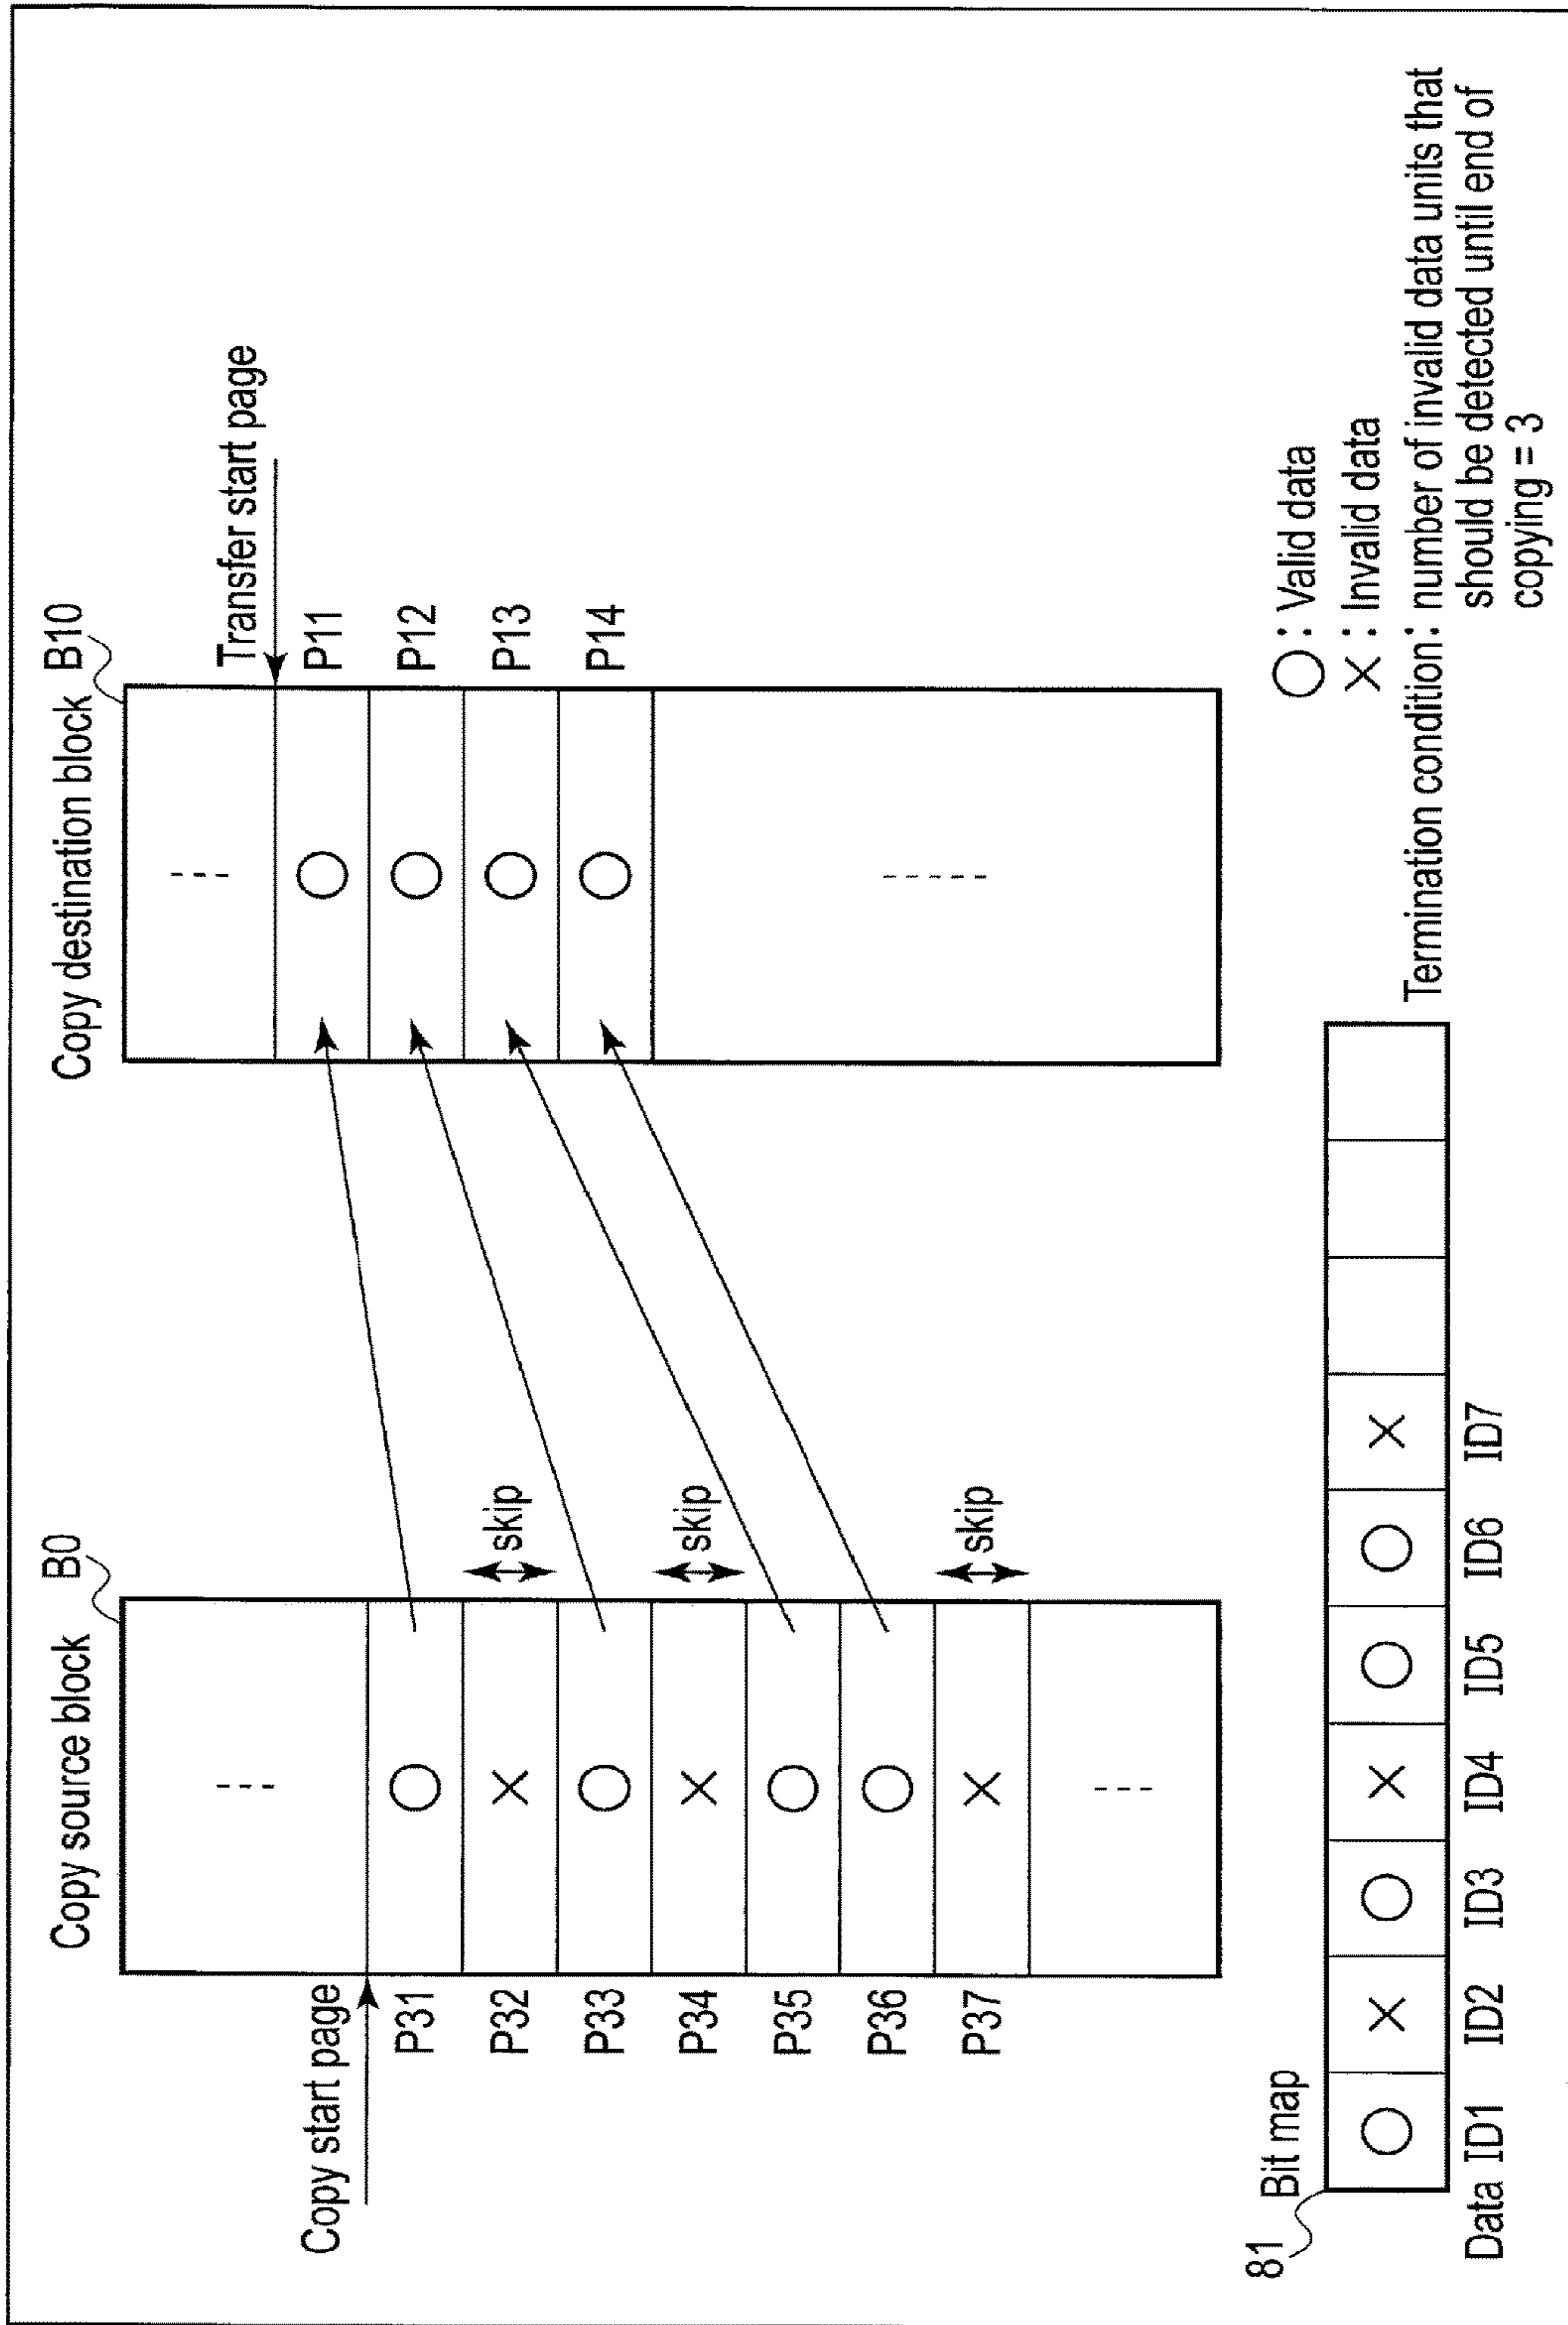 Copy source block
B0
Copy destination block
B10
Copy start page
Transfer start page
P31
○
P11
○
P32
×
skip
P12
○
P33
○
P13
○
P34
×
skip
P14
○
P35
○
P36
○
P37
×
skip
81
Bit map
○ × ○ × ○ ○ ×
Data ID1 ID2 ID3 ID4 ID5 ID6 ID7
○ : Valid data
× : Invalid data
Termination condition: number of invalid data units that
should be detected until end of
copying = 3